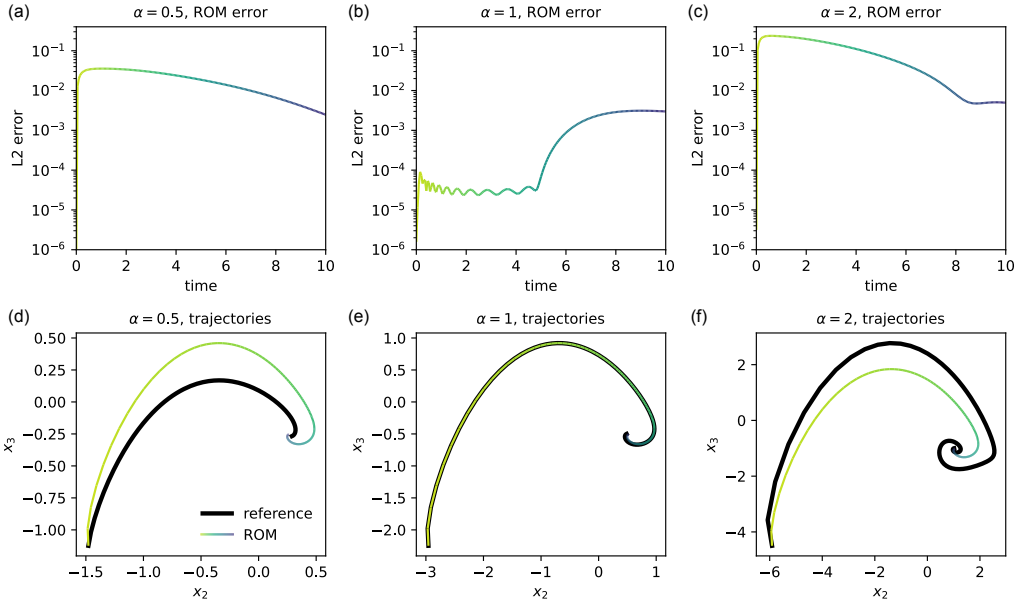 (a) α = 0.5, ROM error
(b) α = 1, ROM error
(c) α = 2, ROM error
L2 error
10⁻¹
10⁻²
10⁻³
10⁻⁴
10⁻⁵
10⁻⁶
0 2 4 6 8 10
time
L2 error
10⁻¹
10⁻²
10⁻³
10⁻⁴
10⁻⁵
10⁻⁶
0 2 4 6 8 10
time
L2 error
10⁻¹
10⁻²
10⁻³
10⁻⁴
10⁻⁵
10⁻⁶
0 2 4 6 8 10
time
(d) α = 0.5, trajectories
(e) α = 1, trajectories
(f) α = 2, trajectories
x₃
0.50
0.25
0.00
−0.25
−0.50
−0.75
−1.00
reference
ROM
−1.5 −1.0 −0.5 0.0 0.5
x₂
x₃
1.0
0.5
0.0
−0.5
−1.0
−1.5
−2.0
−3 −2 −1 0 1
x₂
x₃
2
0
−2
−4
−6 −4 −2 0 2
x₂